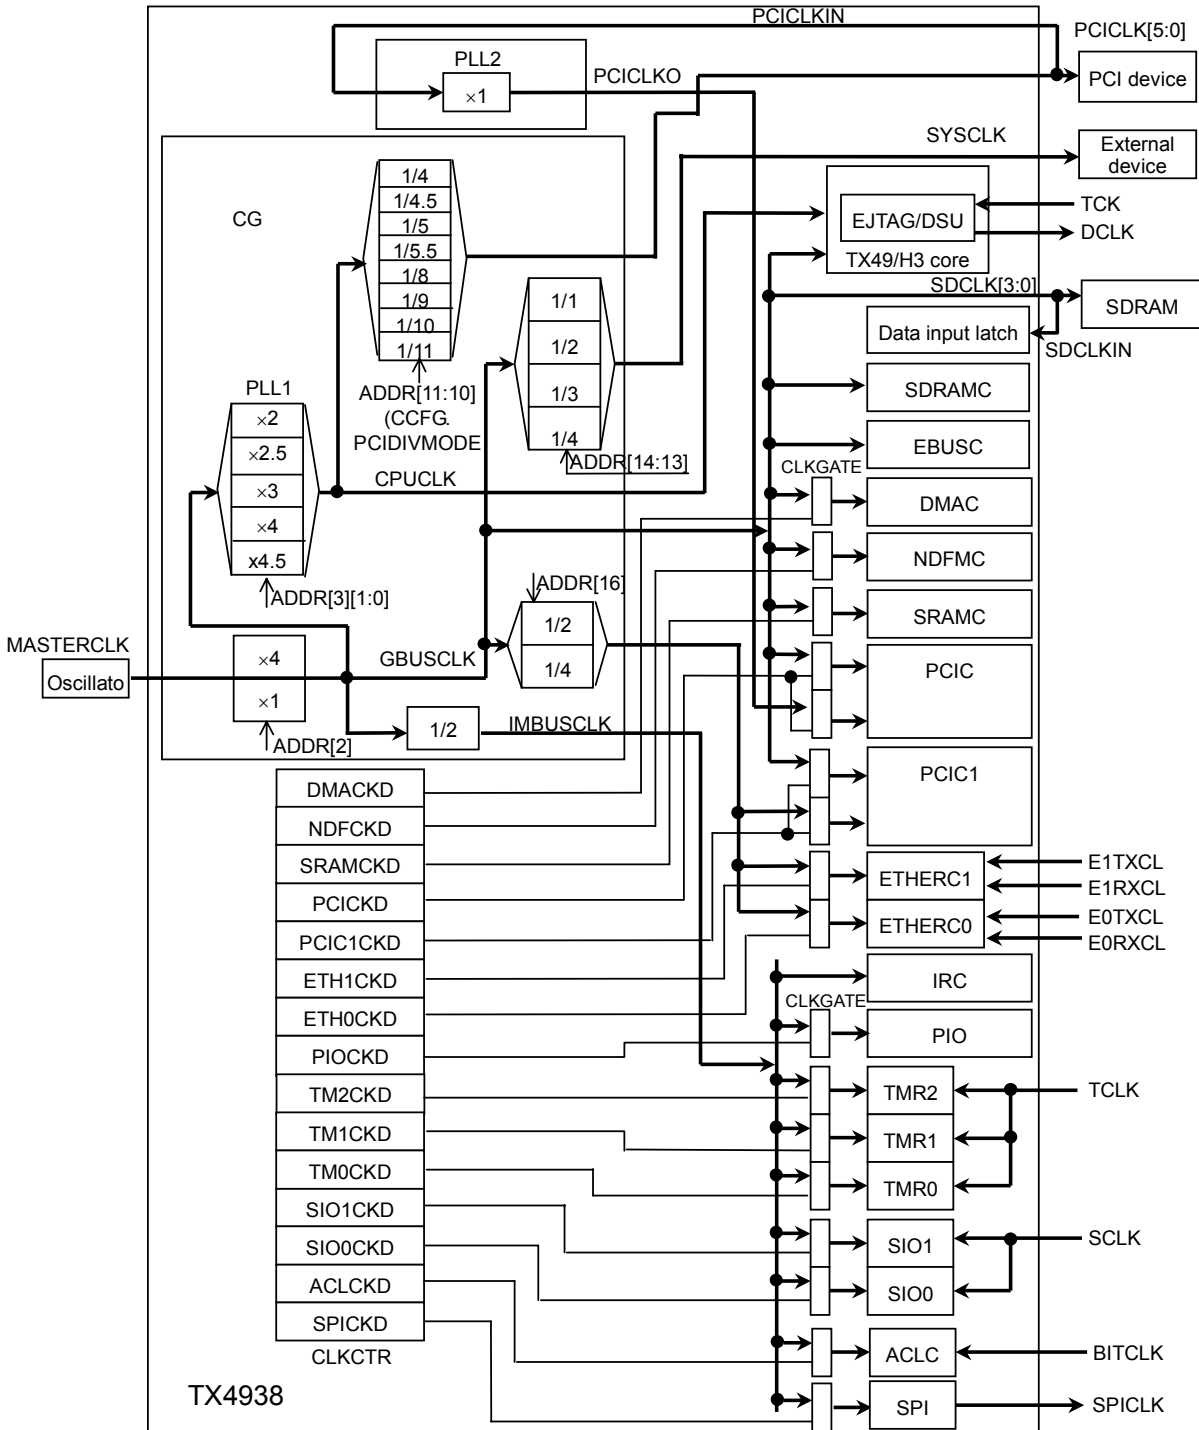 PCICLKIN
PCICLK[5:0]
PLL2
×1
PCICLKO
PCI device
SYSCLK
External
device
CG
1/4
1/4.5
1/5
1/5.5
1/8
1/9
1/10
1/11
ADDR[11:10]
(CCFG.
PCIDIVMODE
EJTAG/DSU
TX49/H3 core
TCK
DCLK
SDCLK[3:0]
SDRAM
Data input latch
SDCLKIN
1/1
1/2
1/3
1/4
ADDR[14:13]
PLL1
×2
×2.5
×3
×4
x4.5
ADDR[3][1:0]
CPUCLK
SDRAMC
EBUSC
CLKGATE
DMAC
NDFMC
SRAMC
PCIC
PCIC1
ADDR[16]
1/2
1/4
MASTERCLK
Oscillato
×4
×1
ADDR[2]
GBUSCLK
1/2
IMBUSCLK
DMACKD
NDFCKD
SRAMCKD
PCICKD
PCIC1CKD
ETH1CKD
ETH0CKD
PIOCKD
TM2CKD
TM1CKD
TM0CKD
SIO1CKD
SIO0CKD
ACLCKD
SPICKD
CLKCTR
ETHERC1
E1TXCL
E1RXCL
ETHERC0
E0TXCL
E0RXCL
IRC
CLKGATE
PIO
TMR2
TCLK
TMR1
TMR0
SIO1
SCLK
SIO0
ACLC
BITCLK
SPI
SPICLK
TX4938